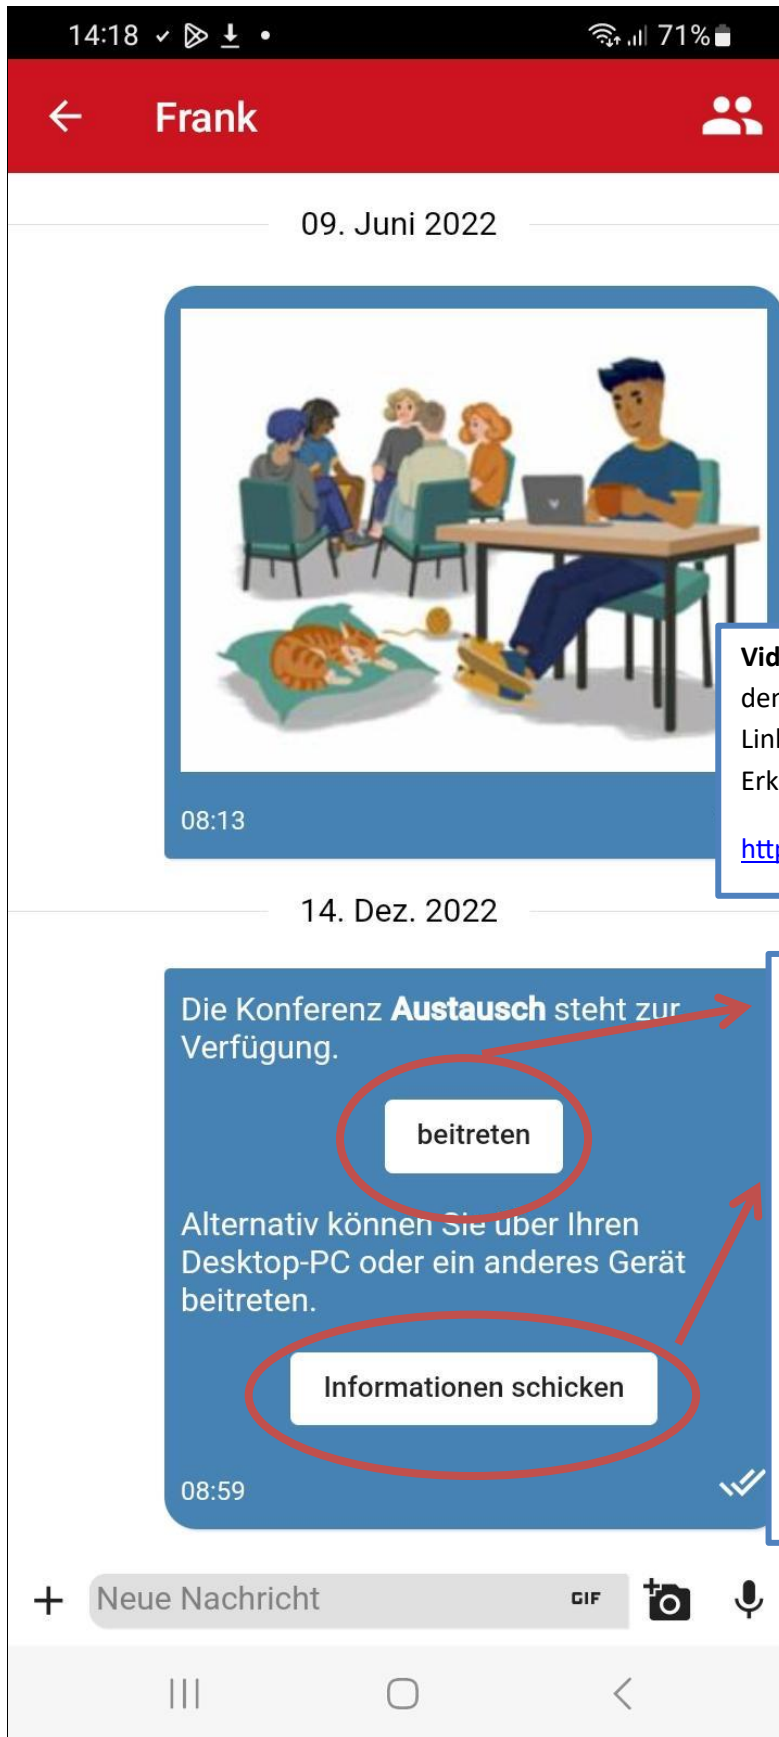 14:18 71%
Frank
09. Juni 2022
08:13
14. Dez. 2022
Die Konferenz Austausch steht zur
Verfügung.
beitreten
Alternativ können Sie über Ihren
Desktop-PC oder ein anderes Gerät
beitreten.
Informationen schicken
08:59
Neue Nachricht GIF